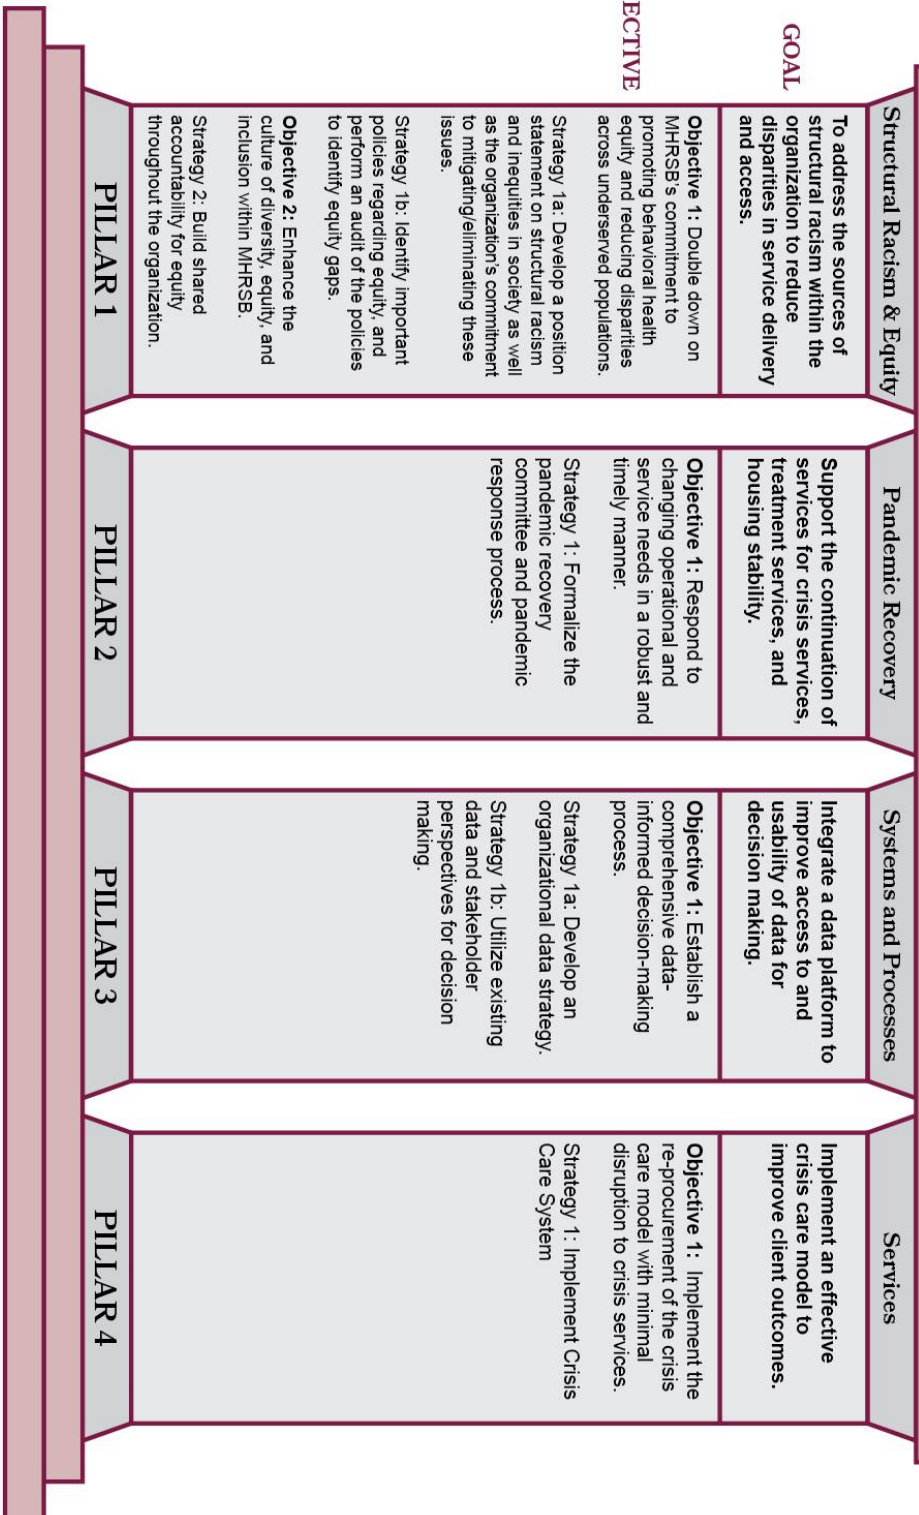 Structural Racism & Equity
Pandemic Recovery
Systems and Processes
Services
GOAL
To address the sources of
structural racism within the
organization to reduce
disparities in service delivery
and access.
Support the continuation of
services for crisis services,
treatment services, and
housing stability.
Integrate a data platform to
improve access to and
usability of data for
decision making.
Implement an effective
crisis care model to
improve client outcomes.
ECTIVE
Objective 1: Double down on
MHRSB's commitment to
promoting behavioral health
equity and reducing disparities
across underserved populations.
Strategy 1a: Develop a position
statement on structural racism
and inequities in society as well
as the organization's commitment
to mitigating/eliminating these
issues.
Strategy 1b: Identify important
policies regarding equity, and
perform an audit of the policies
to identify equity gaps.
Objective 2: Enhance the
culture of diversity, equity, and
inclusion within MHRSB.
Strategy 2: Build shared
accountability for equity
throughout the organization.
Objective 1: Respond to
changing operational and
service needs in a robust and
timely manner.
Strategy 1: Formalize the
pandemic recovery
committee and pandemic
response process.
Objective 1: Establish a
comprehensive data-
informed decision-making
process.
Strategy 1a: Develop an
organizational data strategy.
Strategy 1b: Utilize existing
data and stakeholder
perspectives for decision
making.
Objective 1: Implement the
re-procurement of the crisis
care model with minimal
disruption to crisis services.
Strategy 1: Implement Crisis
Care System
PILLAR 1
PILLAR 2
PILLAR 3
PILLAR 4